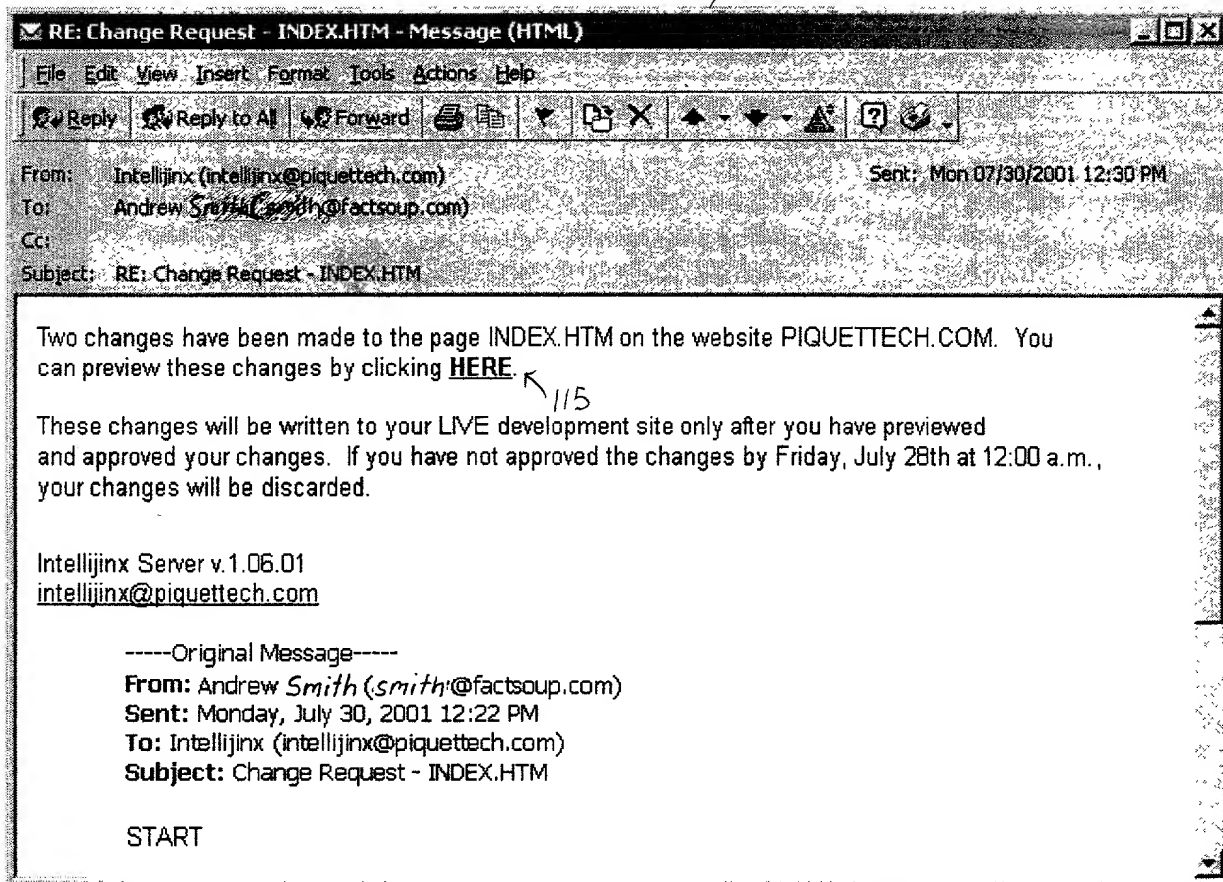 RE: Change Request - INDEX.HTM - Message (HTML)
File Edit View Insert Format Tools Actions Help
Reply Reply to All Forward
From: Intellijinx (intellijinx@piquettech.com) Sent: Mon 07/30/2001 12:30 PM
To: Andrew Smith (smith@factsoup.com)
Cc:
Subject: RE: Change Request - INDEX.HTM
Two changes have been made to the page INDEX.HTM on the website PIQUETTECH.COM. You
can preview these changes by clicking HERE.
115
These changes will be written to your LIVE development site only after you have previewed
and approved your changes. If you have not approved the changes by Friday, July 28th at 12:00 a.m.,
your changes will be discarded.
Intellijinx Server v.1.06.01
intellijinx@piquettech.com
-----Original Message-----
From: Andrew Smith (smith@factsoup.com)
Sent: Monday, July 30, 2001 12:22 PM
To: Intellijinx (intellijinx@piquettech.com)
Subject: Change Request - INDEX.HTM
START